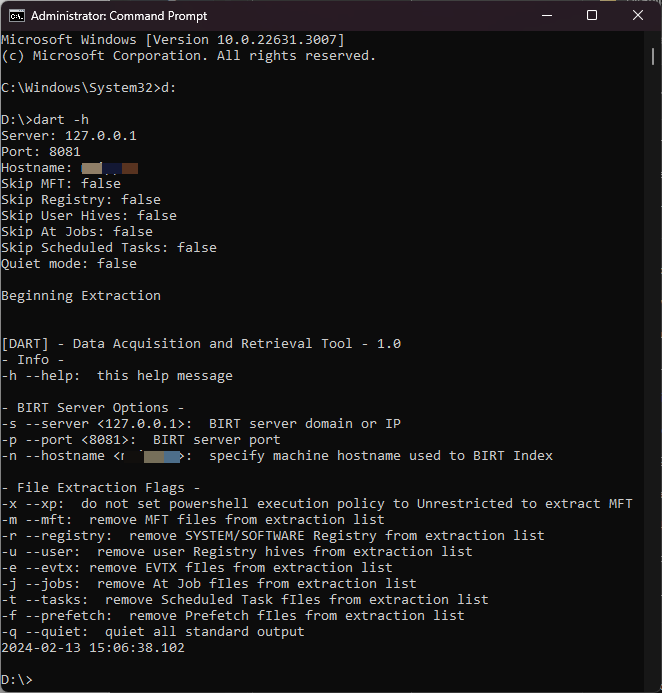 Administrator: Command Prompt
Microsoft Windows [Version 10.0.22631.3007]
(c) Microsoft Corporation. All rights reserved.
C:\Windows\System32>d:
D:\>dart -h
Server: 127.0.0.1
Port: 8081
Hostname:
Skip MFT: false
Skip Registry: false
Skip User Hives: false
Skip At Jobs: false
Skip Scheduled Tasks: false
Quiet mode: false
Beginning Extraction
[DART] - Data Acquisition and Retrieval Tool - 1.0
- Info -
-h --help:  this help message
- BIRT Server Options -
-s --server <127.0.0.1>:  BIRT server domain or IP
-p --port <8081>:  BIRT server port
-n --hostname <>:  specify machine hostname used to BIRT Index
- File Extraction Flags -
-x --xp:  do not set powershell execution policy to Unrestricted to extract MFT
-m --mft:  remove MFT files from extraction list
-r --registry:  remove SYSTEM/SOFTWARE Registry from extraction list
-u --user:  remove user Registry hives from extraction list
-e --evtx: remove EVTX fIles from extraction list
-j --jobs:  remove At Job fIles from extraction list
-t --tasks:  remove Scheduled Task fIles from extraction list
-f --prefetch:  remove Prefetch fIles from extraction list
-q --quiet:  quiet all standard output
2024-02-13 15:06:38.102
D:\>